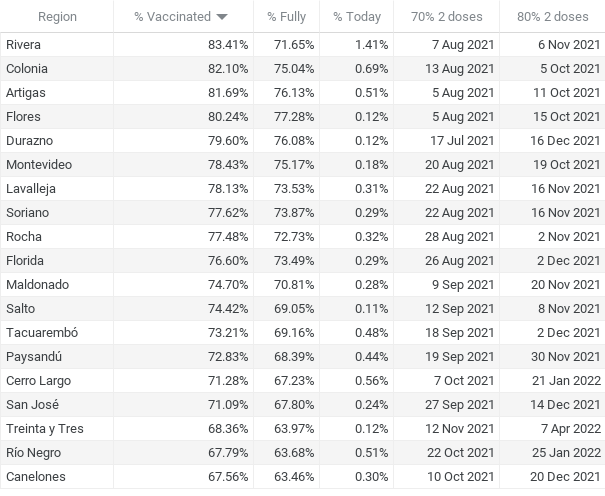 Region % Vaccinated % Fully % Today 70% 2 doses 80% 2 doses
Rivera 83.41% 71.65% 1.41% 7 Aug 2021 6 Nov 2021
Colonia 82.10% 75.04% 0.69% 13 Aug 2021 5 Oct 2021
Artigas 81.69% 76.13% 0.51% 5 Aug 2021 11 Oct 2021
Flores 80.24% 77.28% 0.12% 5 Aug 2021 15 Oct 2021
Durazno 79.60% 76.08% 0.12% 17 Jul 2021 16 Dec 2021
Montevideo 78.43% 75.17% 0.18% 20 Aug 2021 19 Oct 2021
Lavalleja 78.13% 73.53% 0.31% 22 Aug 2021 16 Nov 2021
Soriano 77.62% 73.87% 0.29% 22 Aug 2021 16 Nov 2021
Rocha 77.48% 72.73% 0.32% 28 Aug 2021 2 Nov 2021
Florida 76.60% 73.49% 0.29% 26 Aug 2021 2 Dec 2021
Maldonado 74.70% 70.81% 0.28% 9 Sep 2021 20 Nov 2021
Salto 74.42% 69.05% 0.11% 12 Sep 2021 8 Nov 2021
Tacuarembó 73.21% 69.16% 0.48% 18 Sep 2021 2 Dec 2021
Paysandú 72.83% 68.39% 0.44% 19 Sep 2021 30 Nov 2021
Cerro Largo 71.28% 67.23% 0.56% 7 Oct 2021 21 Jan 2022
San José 71.09% 67.80% 0.24% 27 Sep 2021 14 Dec 2021
Treinta y Tres 68.36% 63.97% 0.12% 12 Nov 2021 7 Apr 2022
Río Negro 67.79% 63.68% 0.51% 22 Oct 2021 25 Jan 2022
Canelones 67.56% 63.46% 0.30% 10 Oct 2021 20 Dec 2021